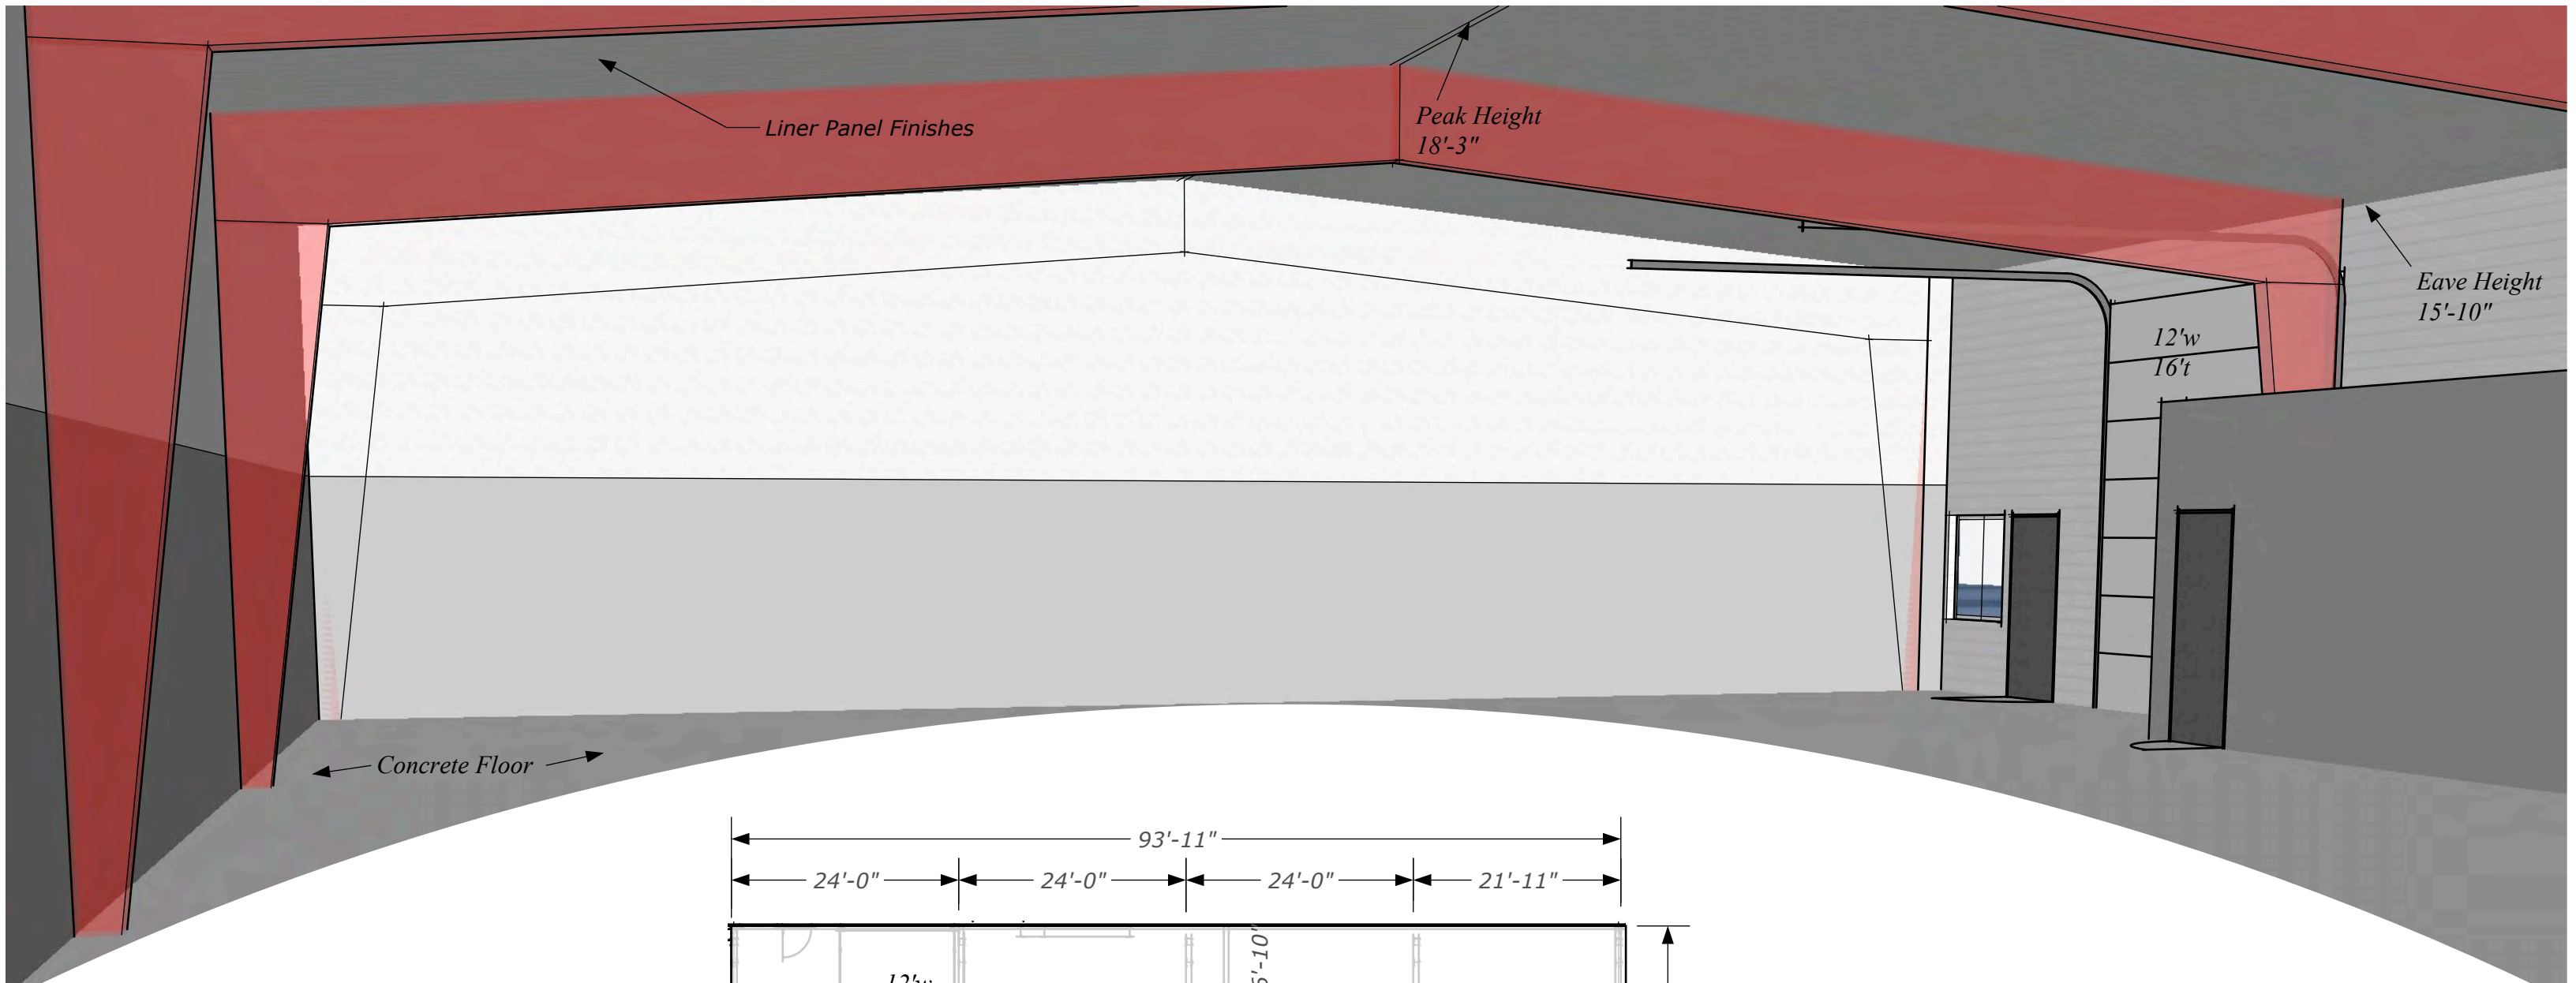 Liner Panel Finishes
Peak Height
18'-3"
Eave Height
15'-10"
12'w
16't
Concrete Floor
93'-11"
24'-0"
24'-0"
24'-0"
21'-11"
12'w